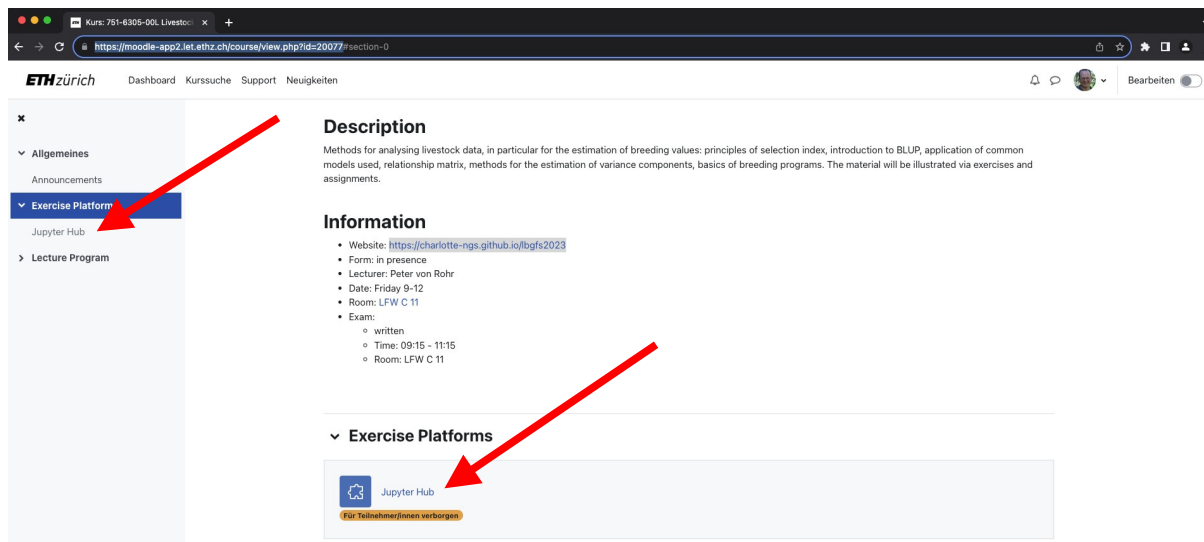 Kurs: 751-6305-00L Livestoc
https://moodle-app2.let.ethz.ch/course/view.php?id=20077#section-0
ETH zürich Dashboard Kurssuche Support Neuigkeiten Bearbeiten
Allgemeines
Announcements
Exercise Platform
Jupyter Hub
Lecture Program
Description
Methods for analysing livestock data, in particular for the estimation of breeding values: principles of selection index, introduction to BLUP, application of common
models used, relationship matrix, methods for the estimation of variance components, basics of breeding programs. The material will be illustrated via exercises and
assignments.
Information
• Website: https://charlotte-ngs.github.io/lbgfs2023
• Form: in presence
• Lecturer: Peter von Rohr
• Date: Friday 9-12
• Room: LFW C 11
• Exam:
◦ written
◦ Time: 09:15 - 11:15
◦ Room: LFW C 11
Exercise Platforms
Jupyter Hub
Für Teilnehmer/innen verborgen